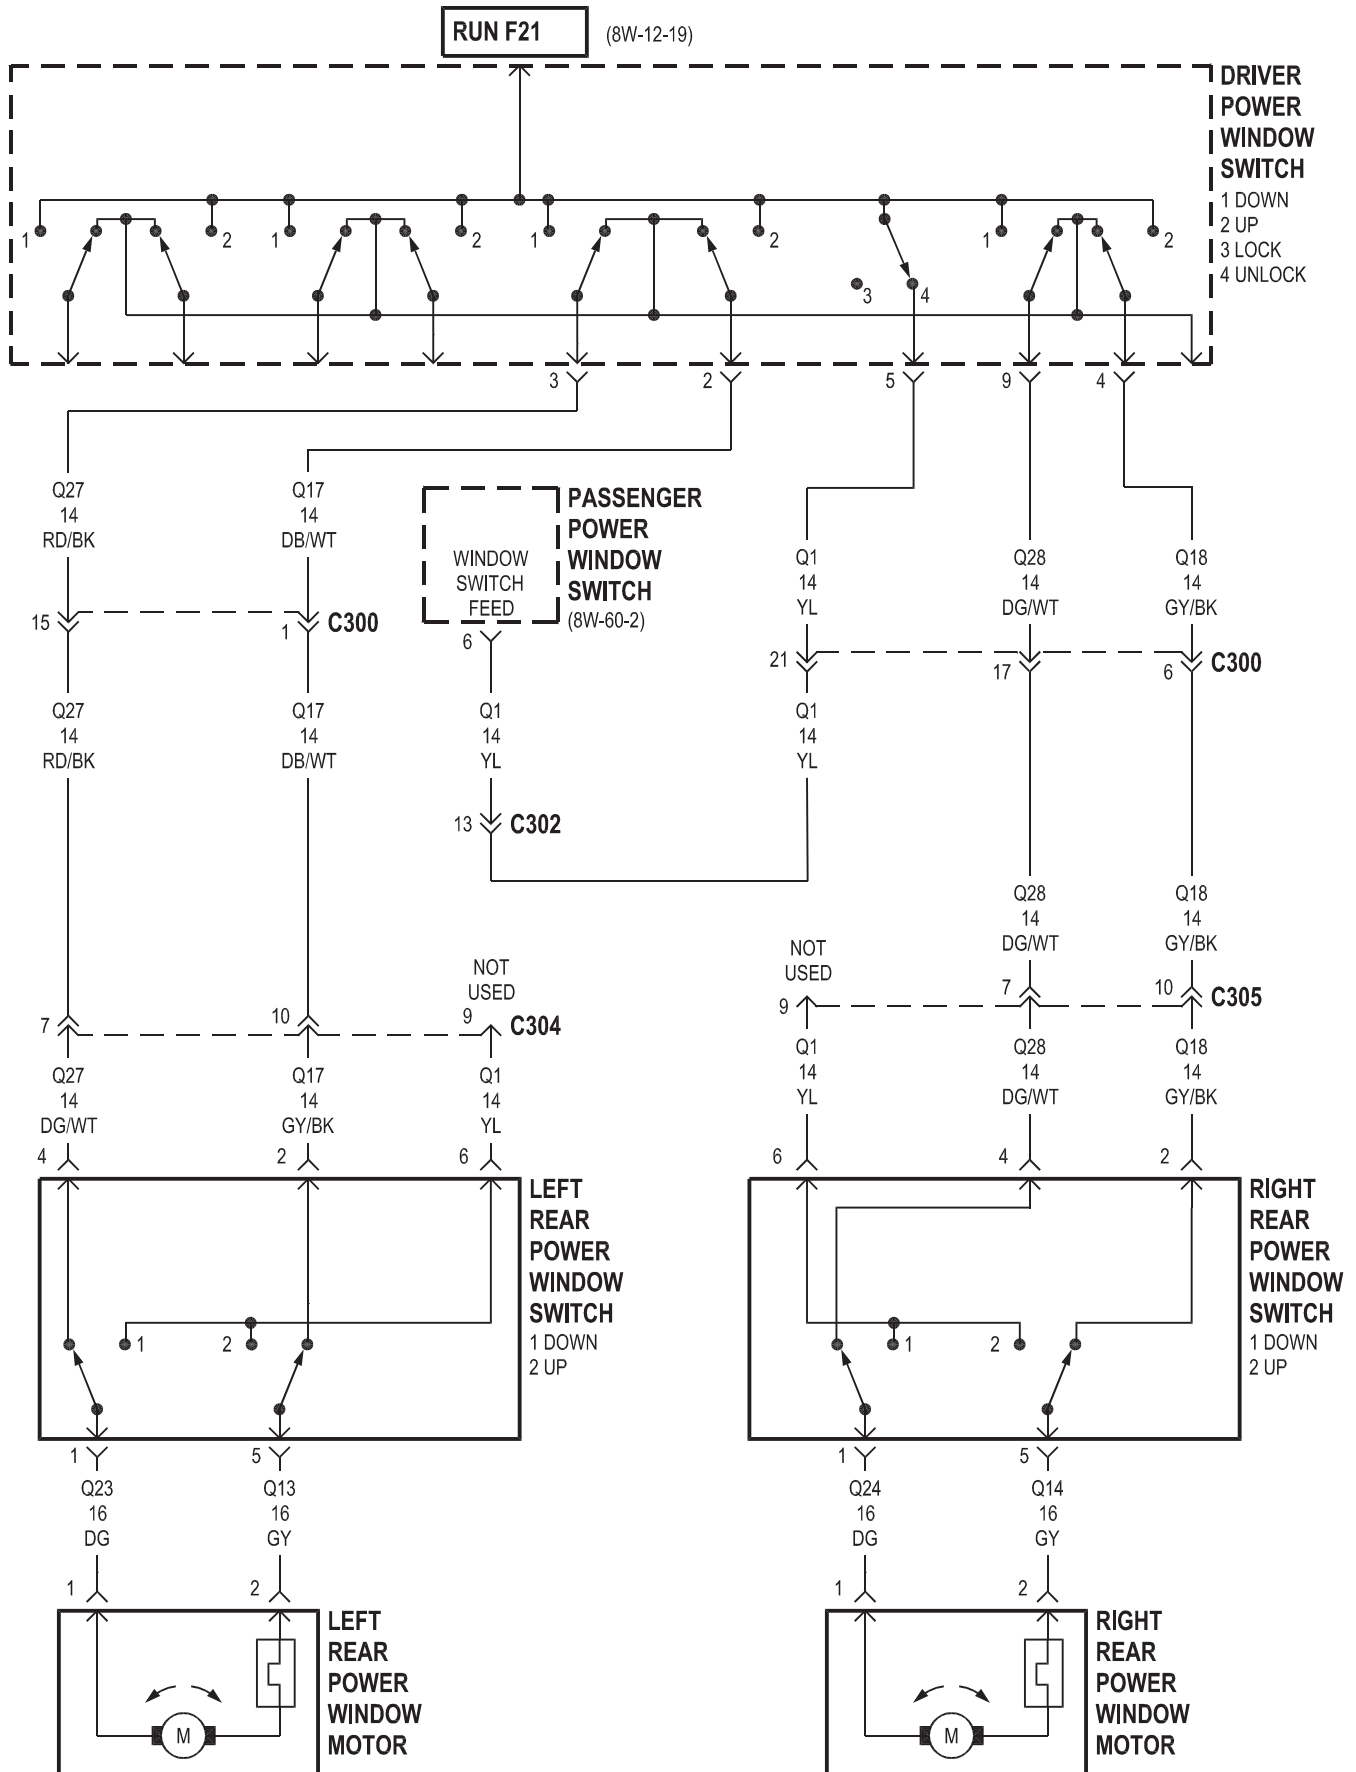 RUN F21 (8W-12-19)
DRIVER
POWER
WINDOW
SWITCH
1 DOWN
2 UP
3 LOCK
4 UNLOCK
1 2 1 2 1 2 3 4 1 2
3 2 5 9 4
Q27
14
RD/BK
Q17
14
DB/WT
WINDOW
SWITCH
FEED
PASSENGER
POWER
WINDOW
SWITCH
(8W-60-2)
Q1
14
YL
Q28
14
DG/WT
Q18
14
GY/BK
15 1 C300
6
21 17 6 C300
Q27
14
RD/BK
Q17
14
DB/WT
Q1
14
YL
Q1
14
YL
13 C302
Q28
14
DG/WT
Q18
14
GY/BK
NOT
USED
NOT
USED
7 10 9 C304
9 7 10 C305
Q27
14
DG/WT
Q17
14
GY/BK
Q1
14
YL
Q1
14
YL
Q28
14
DG/WT
Q18
14
GY/BK
4 2 6
6 4 2
LEFT
REAR
POWER
WINDOW
SWITCH
1 DOWN
2 UP
1 2
RIGHT
REAR
POWER
WINDOW
SWITCH
1 DOWN
2 UP
1 2
1 5
1 5
Q23
16
DG
Q13
16
GY
Q24
16
DG
Q14
16
GY
1 2
1 2
LEFT
REAR
POWER
WINDOW
MOTOR
M
RIGHT
REAR
POWER
WINDOW
MOTOR
M